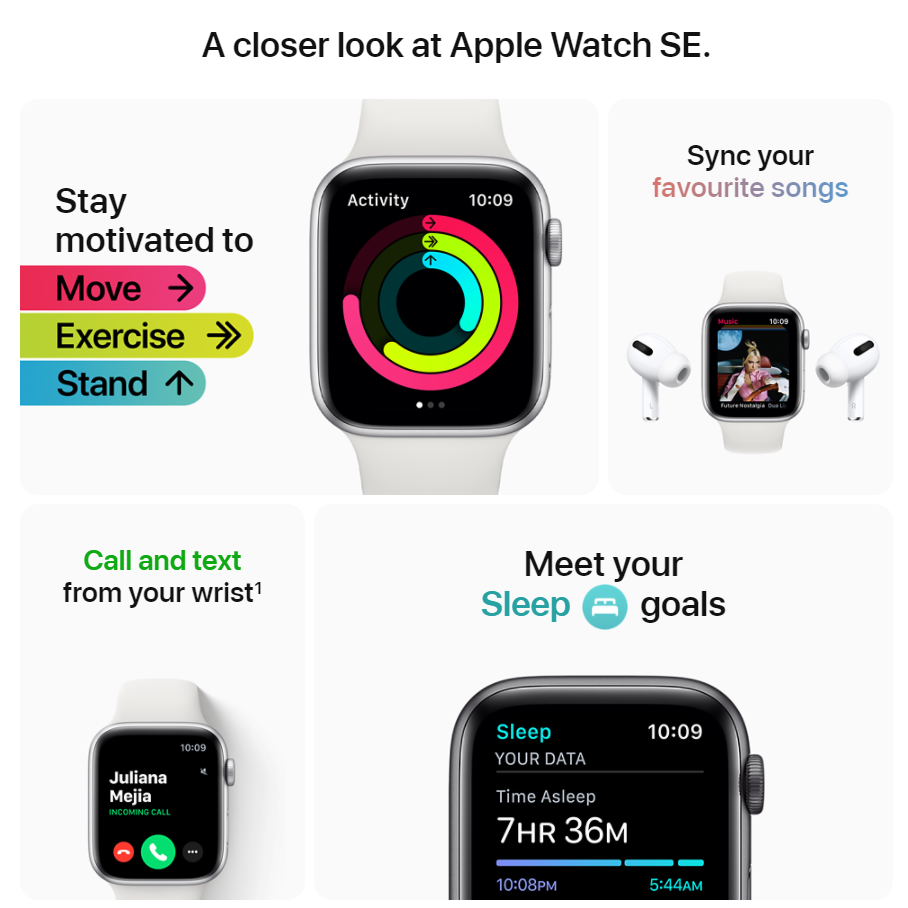 A closer look at Apple Watch SE.
Stay
motivated to
Move
Exercise
Stand
Activity 10:09
Sync your
favourite songs
Music 10:09
Future Nostalgia Dua Li
Call and text
from your wrist¹
10:09
Juliana
Mejia
INCOMING CALL
Meet your
Sleep goals
Sleep 10:09
YOUR DATA
Time Asleep
7HR 36M
10:08PM 5:44AM